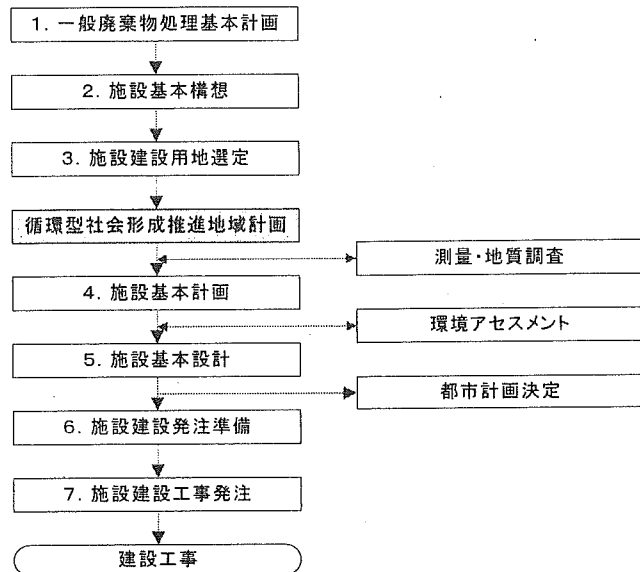 1. 一般廃棄物処理基本計画
2. 施設基本構想
3. 施設建設用地選定
循環型社会形成推進地域計画
測量・地質調査
4. 施設基本計画
環境アセスメント
5. 施設基本設計
都市計画決定
6. 施設建設発注準備
7. 施設建設工事発注
建設工事